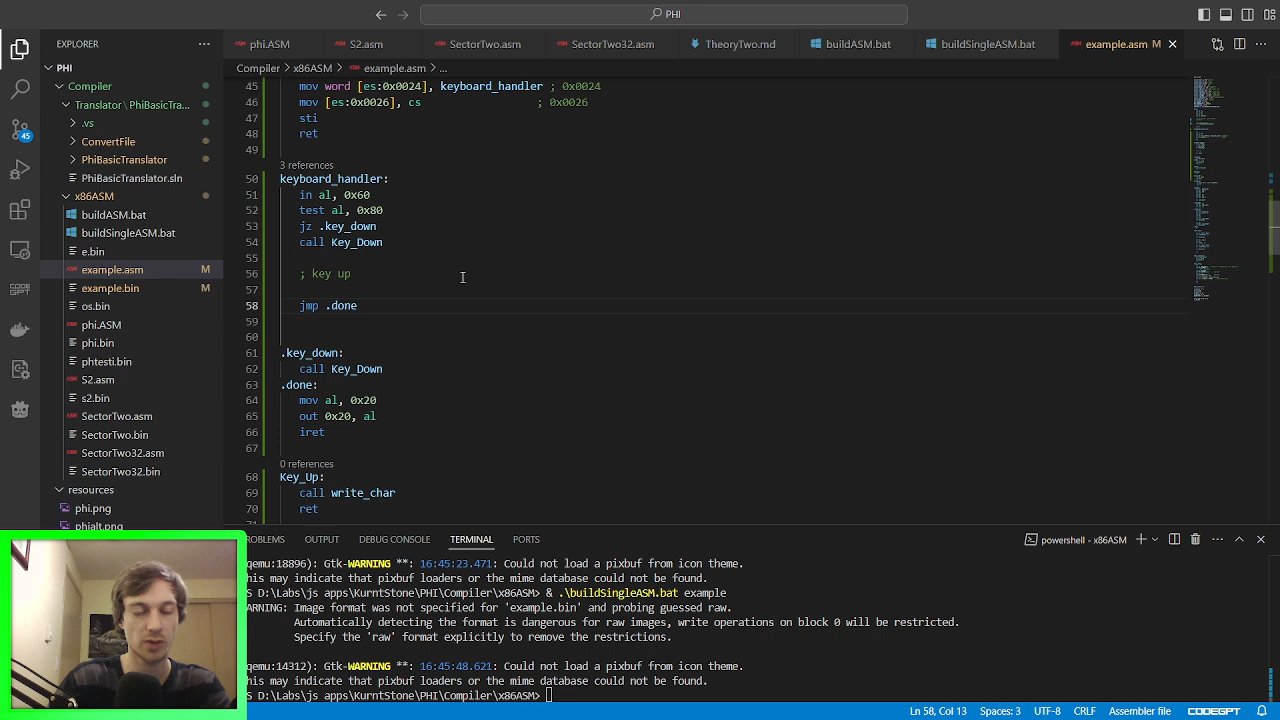 PHI
EXPLORER
phi.ASM
S2.asm
SectorTwo.asm
SectorTwo32.asm
TheoryTwo.md
buildASM.bat
buildSingleASM.bat
example.asm M
PHI
Compiler
Translator \ PhiBasicTra...
.vs
ConvertFile
PhiBasicTranslator
PhiBasicTranslator.sln
x86ASM
buildASM.bat
buildSingleASM.bat
e.bin
example.asm M
example.bin M
os.bin
phi.ASM
phi.bin
phtesti.bin
S2.asm
s2.bin
SectorTwo.asm
SectorTwo.bin
SectorTwo32.asm
SectorTwo32.bin
resources
phi.png
phialt.png
45
Compiler > x86ASM > example.asm > ...
45 mov word [es:0x0024], keyboard_handler ; 0x0024
46 mov [es:0x0026], cs ; 0x0026
47 sti
48 ret
49
3 references
50 keyboard_handler:
51 in al, 0x60
52 test al, 0x80
53 jz .key_down
54 call Key_Down
55
56 ; key up
57
58 jmp .done
59
60
61 .key_down:
62 call Key_Down
63 .done:
64 mov al, 0x20
65 out 0x20, al
66 iret
67
0 references
68 Key_Up:
69 call write_char
70 ret
ROBLEMS OUTPUT DEBUG CONSOLE TERMINAL PORTS
powershell - x86ASM
qemu:18896): Gtk-WARNING **: 16:45:23.471: Could not load a pixbuf from icon theme.
his may indicate that pixbuf loaders or the mime database could not be found.
S D:\Labs\js apps\KurntStone\PHI\Compiler\x86ASM> & .\buildSingleASM.bat example
ARNING: Image format was not specified for 'example.bin' and probing guessed raw.
Automatically detecting the format is dangerous for raw images, write operations on block 0 will be restricted.
Specify the 'raw' format explicitly to remove the restrictions.
qemu:14312): Gtk-WARNING **: 16:45:48.621: Could not load a pixbuf from icon theme.
his may indicate that pixbuf loaders or the mime database could not be found.
S D:\Labs\js apps\KurntStone\PHI\Compiler\x86ASM>
Ln 58, Col 13 Spaces: 3 UTF-8 CRLF Assembler file CODEGPT